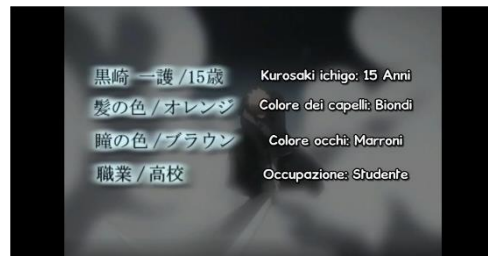 黒崎 一護/15歳 Kurosaki ichigo: 15 Anni
髪の色/オレンジ Colore dei capelli: Biondi
瞳の色/ブラウン Colore occhi: Marroni
職業/高校 Occupazione: Studente